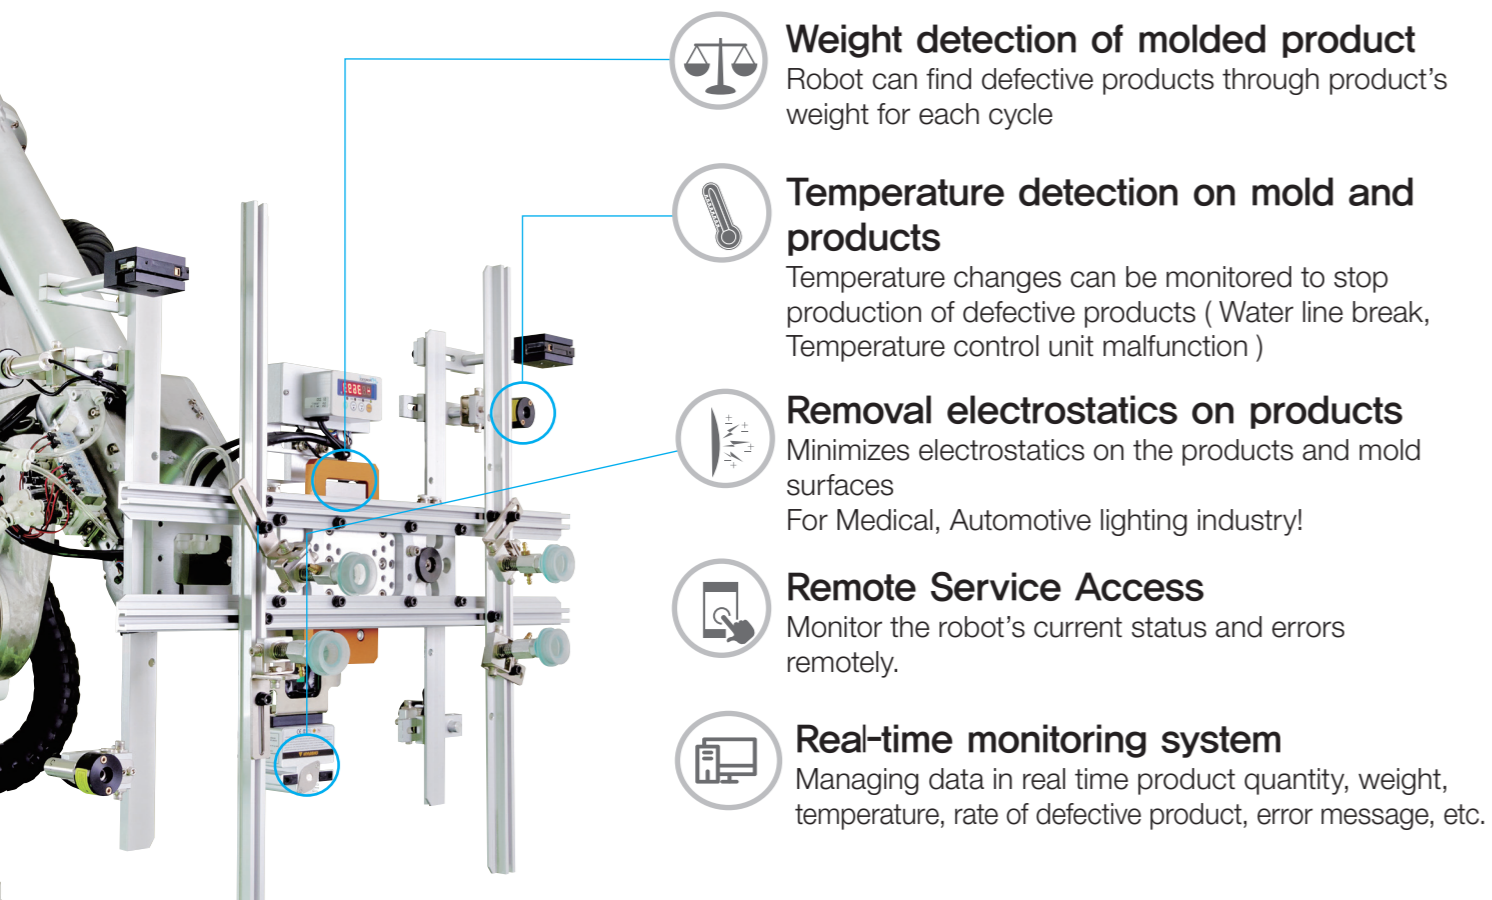 Weight detection of molded product
Robot can find defective products through product's
weight for each cycle
Temperature detection on mold and
products
Temperature changes can be monitored to stop
production of defective products ( Water line break,
Temperature control unit malfunction )
Removal electrostatics on products
Minimizes electrostatics on the products and mold
surfaces
For Medical, Automotive lighting industry!
Remote Service Access
Monitor the robot's current status and errors
remotely.
Real-time monitoring system
Managing data in real time product quantity, weight,
temperature, rate of defective product, error message, etc.